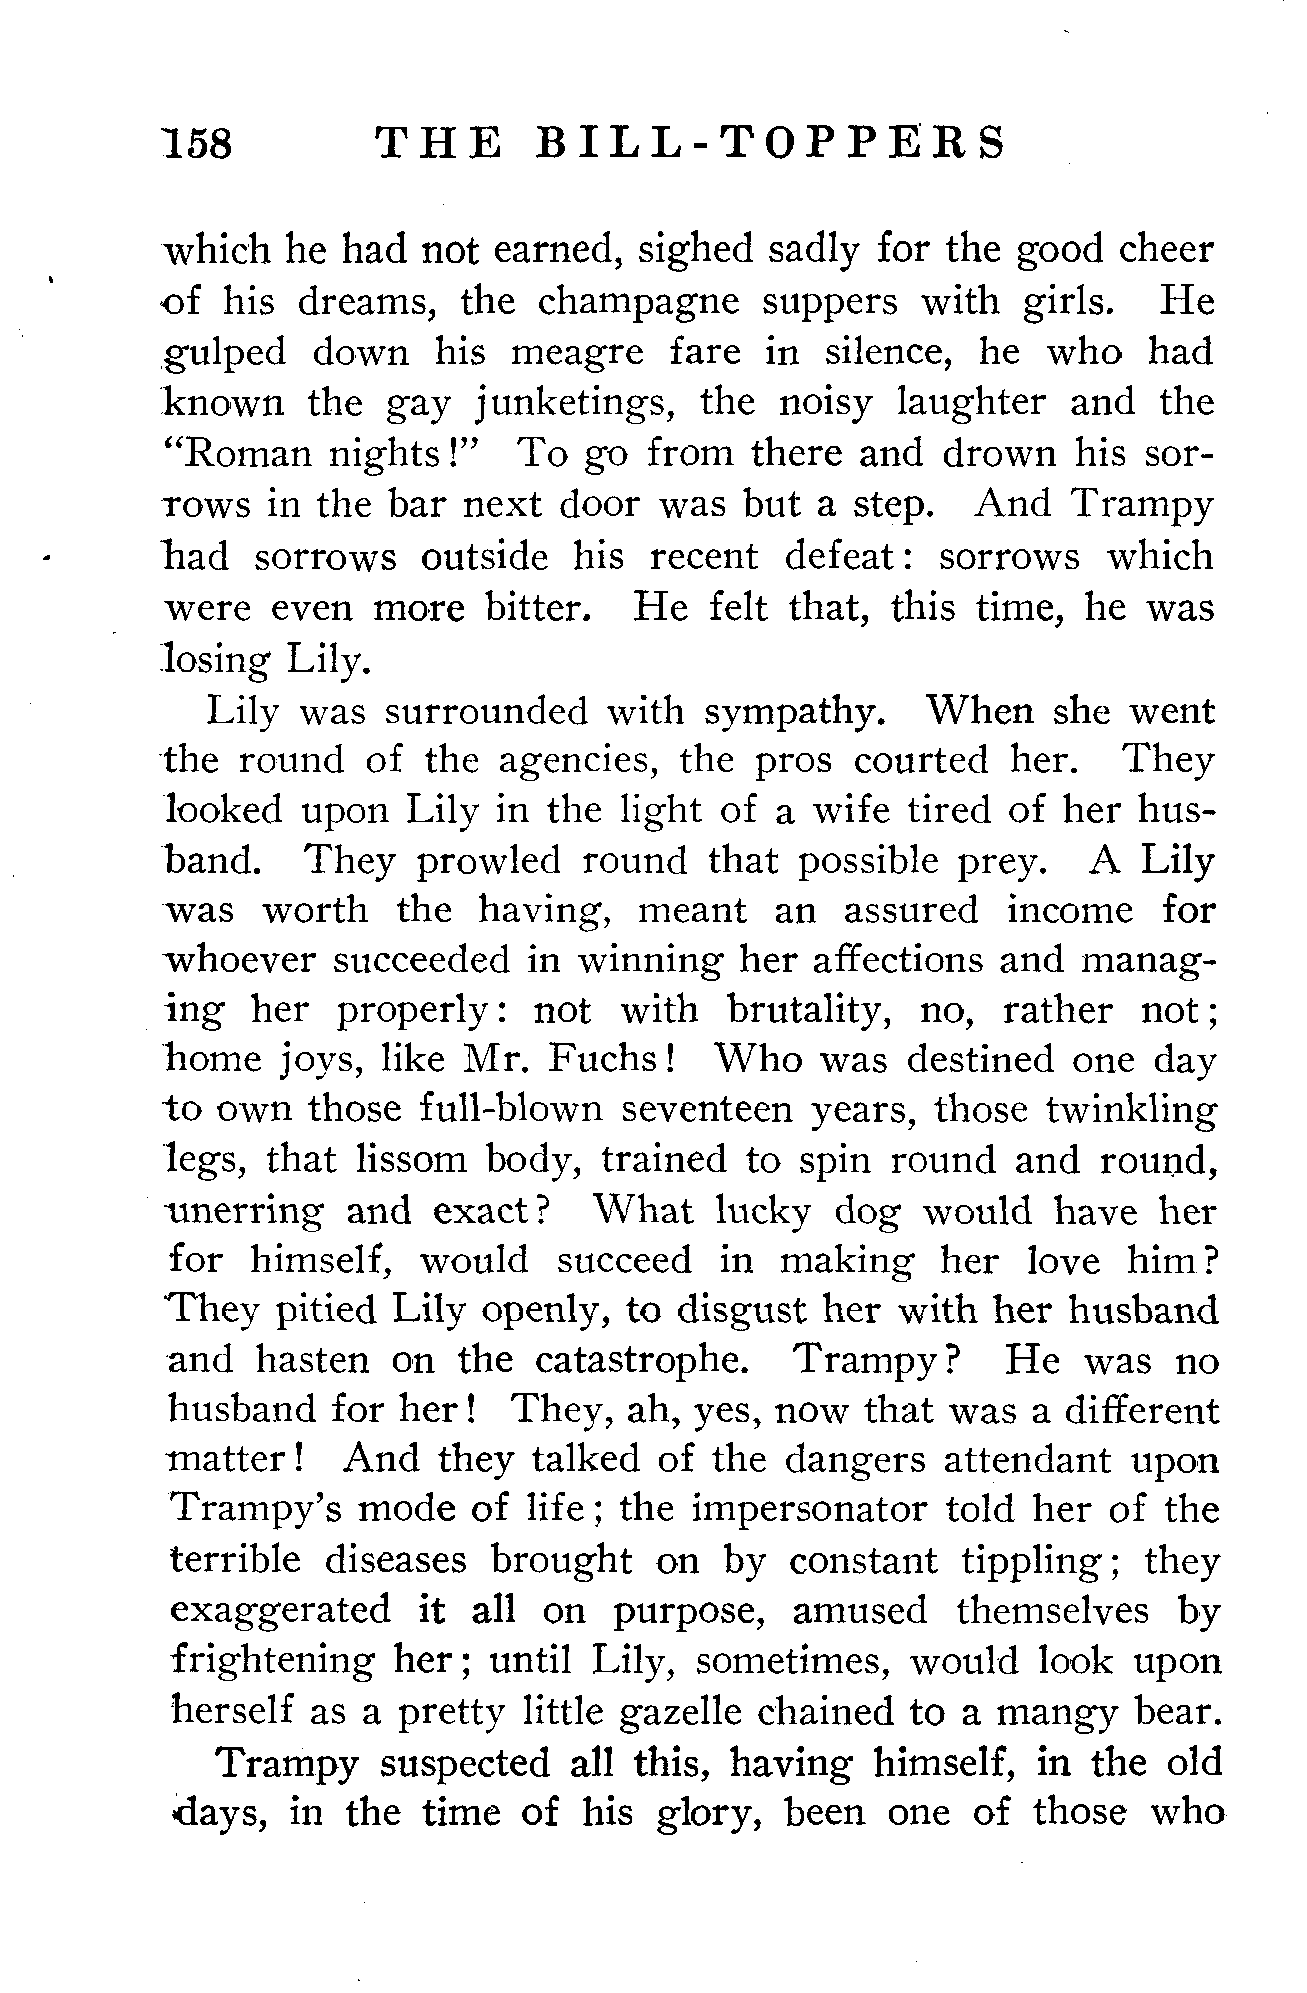 158 THE BILL-TOPPERS
which he had not earned, sighed sadly for the good cheer
of his dreams, the champagne suppers with girls. He
gulped down his meagre fare in silence, he who had
known the gay junketings, the noisy laughter and the
“Roman nights!” To go from there and drown his sor-
rows in the bar next door was but a step. And Trampy
had sorrows outside his recent defeat: sorrows which
were even more bitter. He felt that, this time, he was
losing Lily.
Lily was surrounded with sympathy. When she went
the round of the agencies, the pros courted her. They
looked upon Lily in the light of a wife tired of her hus-
band. They prowled round that possible prey. A Lily
was worth the having, meant an assured income for
whoever succeeded in winning her affections and manag-
ing her properly: not with brutality, no, rather not;
home joys, like Mr. Fuchs! Who was destined one day
to own those full-blown seventeen years, those twinkling
legs, that lissom body, trained to spin round and round,
unerring and exact? What lucky dog would have her
for himself, would succeed in making her love him?
They pitied Lily openly, to disgust her with her husband
and hasten on the catastrophe. Trampy? He was no
husband for her! They, ah, yes, now that was a different
matter! And they talked of the dangers attendant upon
Trampy’s mode of life; the impersonator told her of the
terrible diseases brought on by constant tippling; they
exaggerated it all on purpose, amused themselves by
frightening her; until Lily, sometimes, would look upon
herself as a pretty little gazelle chained to a mangy bear.
Trampy suspected all this, having himself, in the old
days, in the time of his glory, been one of those who